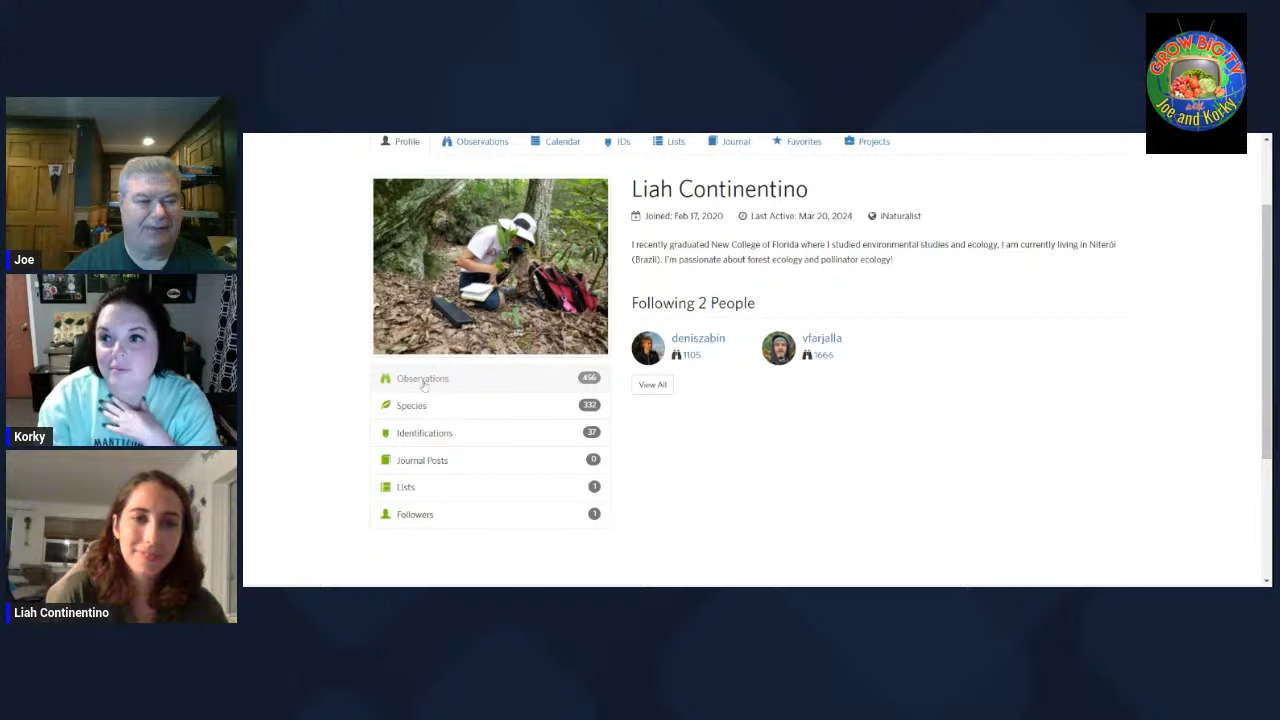 GROW BIG TV
with
Joe and Korky
Profile
Observations
Calendar
IDs
Lists
Journal
Favorites
Projects
Liah Continentino
Joined: Feb 17, 2020
Last Active: Mar 20, 2024
iNaturalist
I recently graduated New College of Florida where I studied environmental studies and ecology, I am currently living in Niterói
(Brazil). I'm passionate about forest ecology and pollinator ecology!
Following 2 People
deniszabin
1105
vfarjalla
1666
View All
Observations 456
Species 332
Identifications 37
Journal Posts 0
Lists 1
Followers 1
Joe
Korky
Liah Continentino